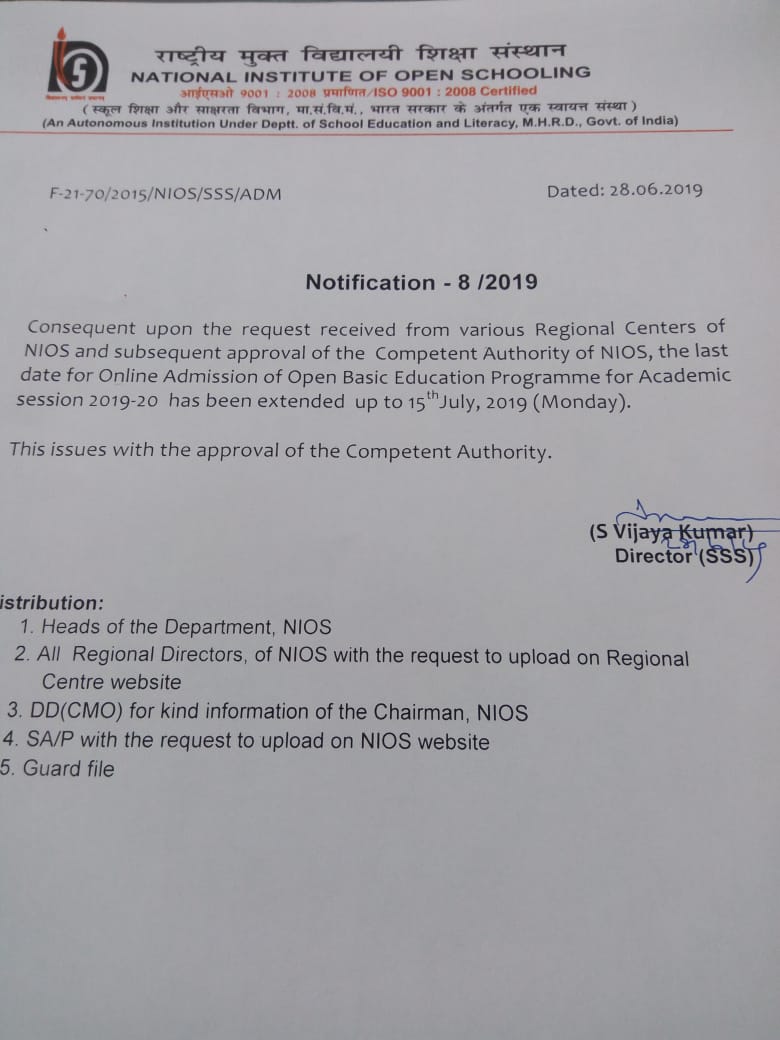 राष्ट्रीय मुक्त विद्यालयी शिक्षा संस्थान
NATIONAL INSTITUTE OF OPEN SCHOOLING
आईएसओ 9001 : 2008 प्रमाणित/ISO 9001 : 2008 Certified
( स्कूल शिक्षा और साक्षरता विभाग, मा.सं.वि.मं., भारत सरकार के अंतर्गत एक स्वायत्त संस्था )
(An Autonomous Institution Under Deptt. of School Education and Literacy, M.H.R.D., Govt. of India)
F-21-70/2015/NIOS/SSS/ADM Dated: 28.06.2019
Notification - 8 /2019
Consequent upon the request received from various Regional Centers of
NIOS and subsequent approval of the Competent Authority of NIOS, the last
date for Online Admission of Open Basic Education Programme for Academic
session 2019-20 has been extended up to 15th July, 2019 (Monday).
This issues with the approval of the Competent Authority.
(S Vijaya Kumar)
Director (SSS)
istribution:
1. Heads of the Department, NIOS
2. All Regional Directors, of NIOS with the request to upload on Regional
Centre website
3. DD(CMO) for kind information of the Chairman, NIOS
4. SA/P with the request to upload on NIOS website
5. Guard file